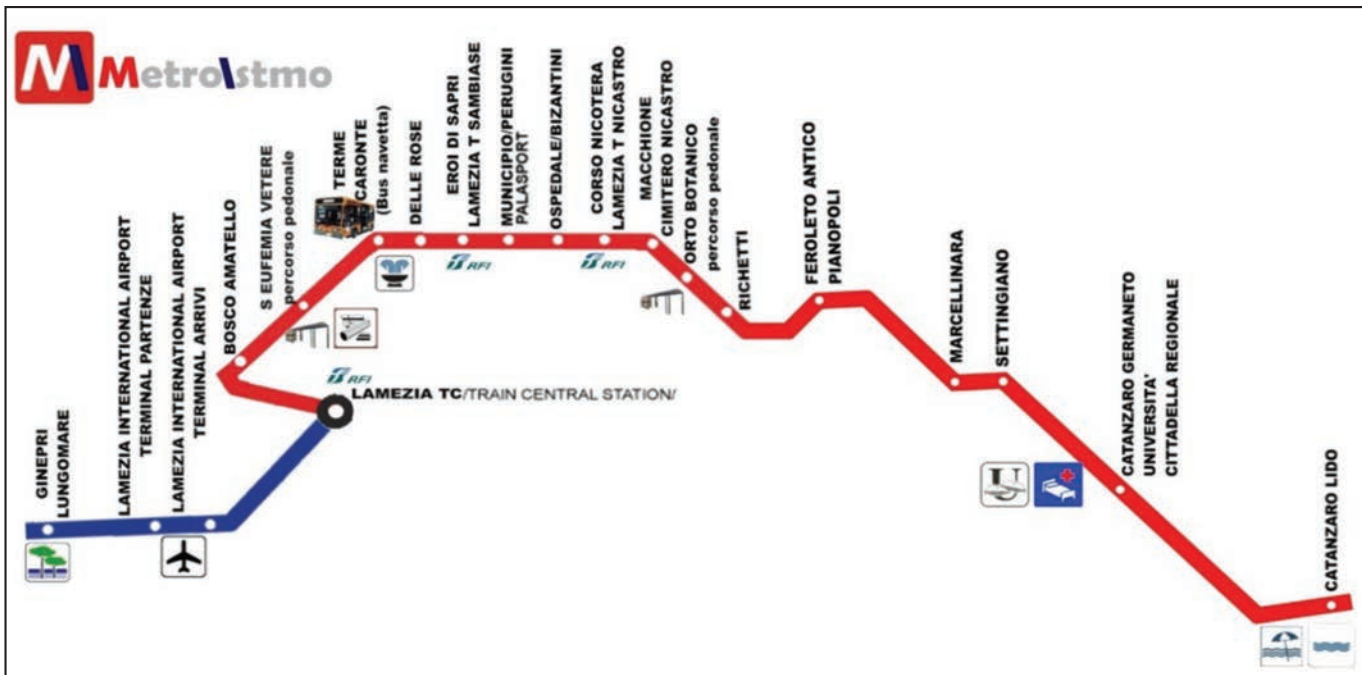 M MetroIstmo
GINEPRI
LUNGOMARE
LAMEZIA INTERNATIONAL AIRPORT
TERMINAL PARTENZE
LAMEZIA INTERNATIONAL AIRPORT
TERMINAL ARRIVI
BOSCO AMATELLO
S EUFEMIA VETERE
percorso pedonale
TERME
CARONTE
(Bus navetta)
DELLE ROSE
EROI DI SAPRI
LAMEZIA T SAMBIASE
MUNICIPIO/PERUGINI
PALASPORT
OSPEDALE/BIZANTINI
CORSO NICOTERA
LAMEZIA T NICASTRO
MACCHIONE
CIMITERO NICASTRO
ORTO BOTANICO
percorso pedonale
RICHETTI
FEROLETO ANTICO
PIANOPOLI
MARCELLINARA
SETTINGIANO
CATANZARO GERMANETO
UNIVERSITA'
CITTADELLA REGIONALE
CATANZARO LIDO
RFI
RFI
RFI
LAMEZIA TC/TRAIN CENTRAL STATION/